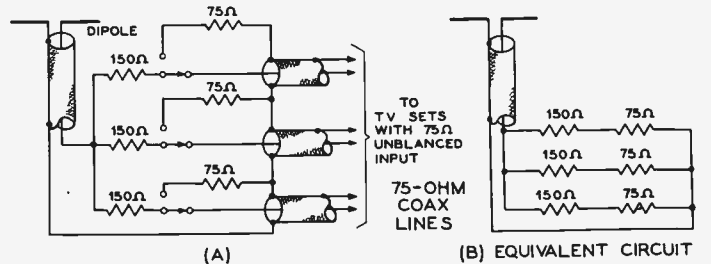 DIPOLE
75Ω
150Ω
75Ω
150Ω
75Ω
150Ω
TO
TV SETS
WITH 75Ω
UNBLANCED
INPUT
75-OHM
COAX
LINES
(A)
150Ω 75Ω
150Ω 75Ω
150Ω 75Ω
(B) EQUIVALENT CIRCUIT